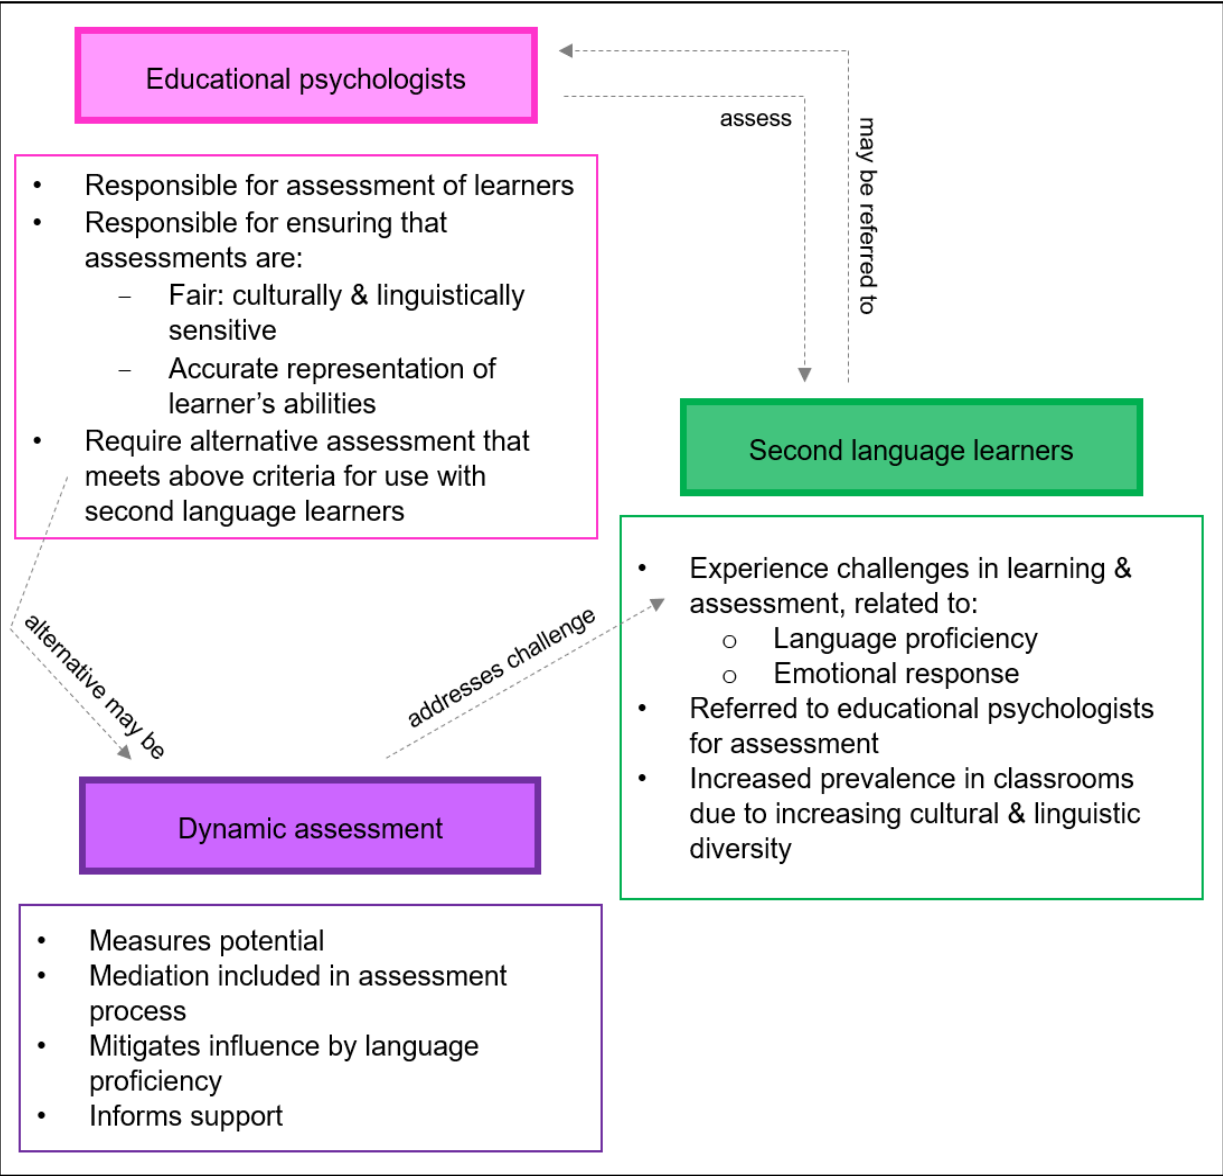 Educational psychologists
assess
may be referred to
• Responsible for assessment of learners
• Responsible for ensuring that
assessments are:
− Fair: culturally & linguistically
sensitive
− Accurate representation of
learner’s abilities
• Require alternative assessment that
meets above criteria for use with
second language learners
Second language learners
• Experience challenges in learning &
assessment, related to:
o Language proficiency
o Emotional response
• Referred to educational psychologists
for assessment
• Increased prevalence in classrooms
due to increasing cultural & linguistic
diversity
alternative may be
addresses challenge
Dynamic assessment
• Measures potential
• Mediation included in assessment
process
• Mitigates influence by language
proficiency
• Informs support